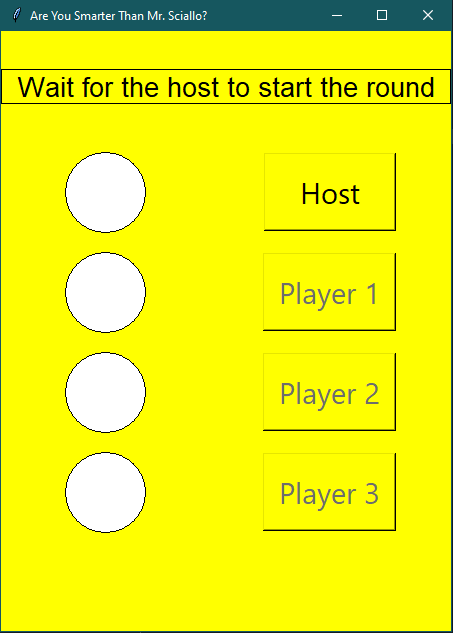 Are You Smarter Than Mr. Sciallo?
Wait for the host to start the round
Host
Player 1
Player 2
Player 3